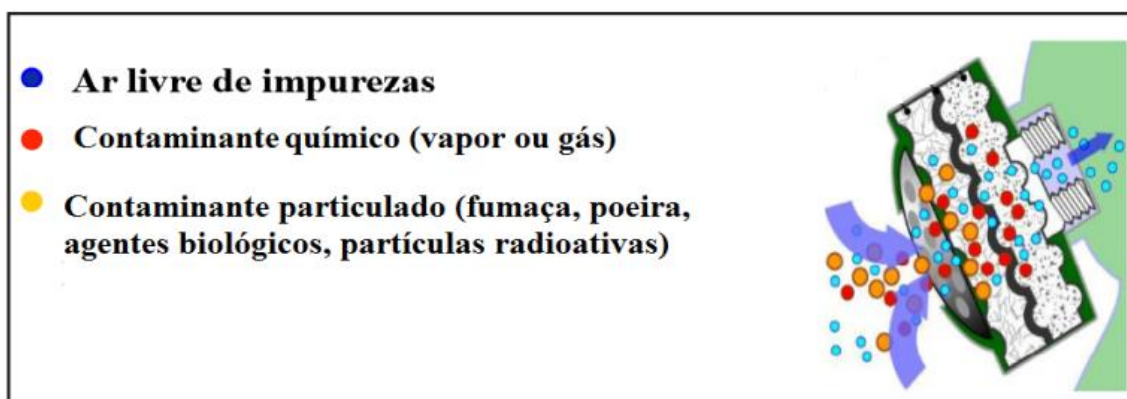 Ar livre de impurezas
Contaminante químico (vapor ou gás)
Contaminante particulado (fumaça, poeira,
agentes biológicos, partículas radioativas)